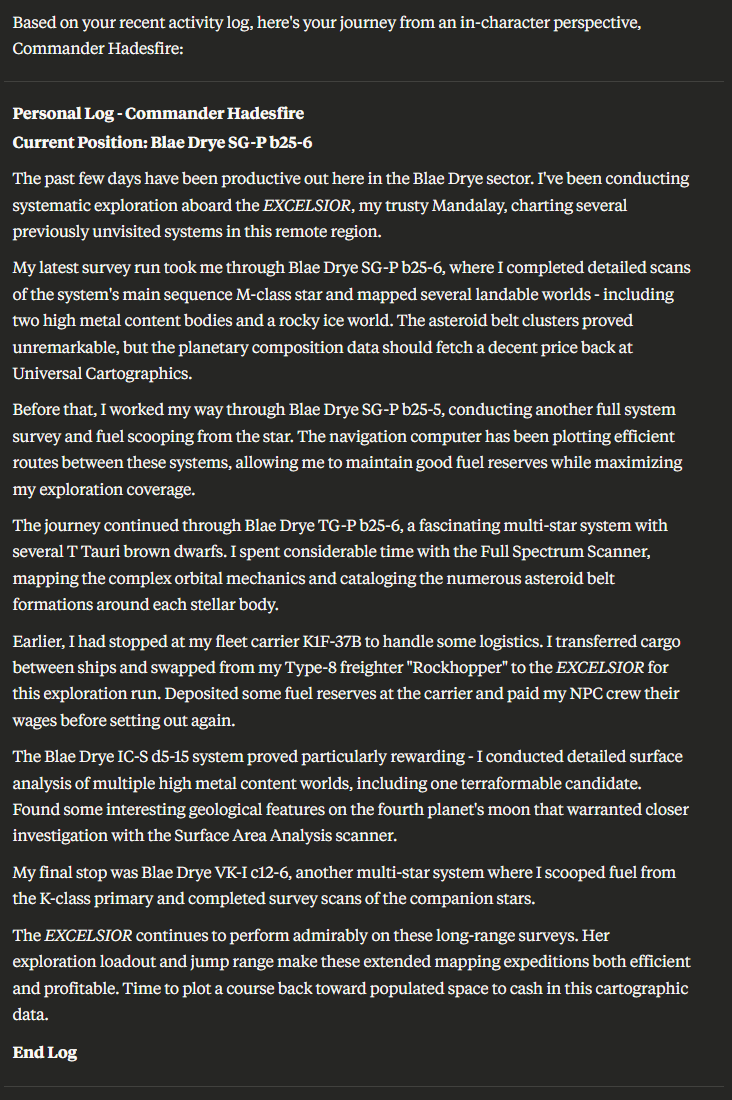 Based on your recent activity log, here's your journey from an in-character perspective,
Commander Hadesfire:
Personal Log - Commander Hadesfire
Current Position: Blae Drye SG-P b25-6
The past few days have been productive out here in the Blae Drye sector. I've been conducting
systematic exploration aboard the EXCELSIOR, my trusty Mandalay, charting several
previously unvisited systems in this remote region.
My latest survey run took me through Blae Drye SG-P b25-6, where I completed detailed scans
of the system's main sequence M-class star and mapped several landable worlds - including
two high metal content bodies and a rocky ice world. The asteroid belt clusters proved
unremarkable, but the planetary composition data should fetch a decent price back at
Universal Cartographics.
Before that, I worked my way through Blae Drye SG-P b25-5, conducting another full system
survey and fuel scooping from the star. The navigation computer has been plotting efficient
routes between these systems, allowing me to maintain good fuel reserves while maximizing
my exploration coverage.
The journey continued through Blae Drye TG-P b25-6, a fascinating multi-star system with
several T Tauri brown dwarfs. I spent considerable time with the Full Spectrum Scanner,
mapping the complex orbital mechanics and cataloging the numerous asteroid belt
formations around each stellar body.
Earlier, I had stopped at my fleet carrier K1F-37B to handle some logistics. I transferred cargo
between ships and swapped from my Type-8 freighter "Rockhopper" to the EXCELSIOR for
this exploration run. Deposited some fuel reserves at the carrier and paid my NPC crew their
wages before setting out again.
The Blae Drye IC-S d5-15 system proved particularly rewarding - I conducted detailed surface
analysis of multiple high metal content worlds, including one terraformable candidate.
Found some interesting geological features on the fourth planet's moon that warranted closer
investigation with the Surface Area Analysis scanner.
My final stop was Blae Drye VK-I c12-6, another multi-star system where I scooped fuel from
the K-class primary and completed survey scans of the companion stars.
The EXCELSIOR continues to perform admirably on these long-range surveys. Her
exploration loadout and jump range make these extended mapping expeditions both efficient
and profitable. Time to plot a course back toward populated space to cash in this cartographic
data.
End Log